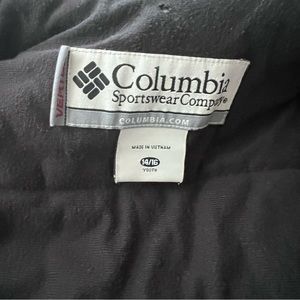 Columbia
Sportswear Company®
COLUMBIA.COM
MADE IN VIETNAM
14/16
YOUTH